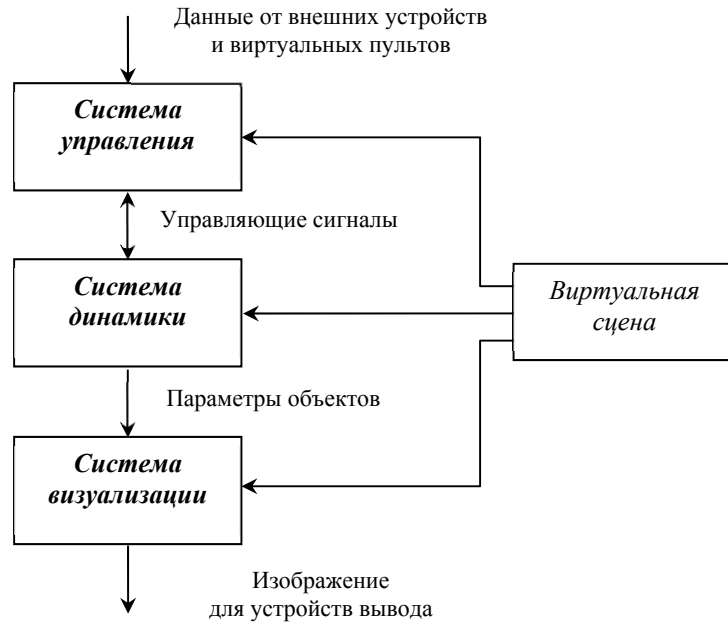 Данные от внешних устройств
и виртуальных пультов
Система
управления
Управляющие сигналы
Система
динамики
Виртуальная
сцена
Параметры объектов
Система
визуализации
Изображение
для устройств вывода